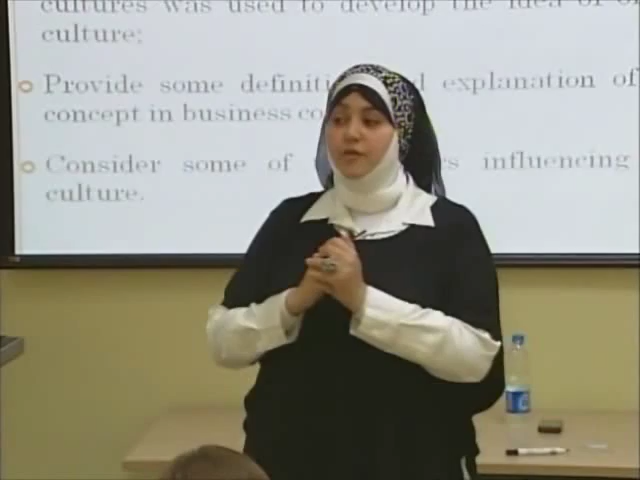 cultures was used to develop the idea of
culture;
Provide some explanation of
concept in business
Consider some of influencing
culture.